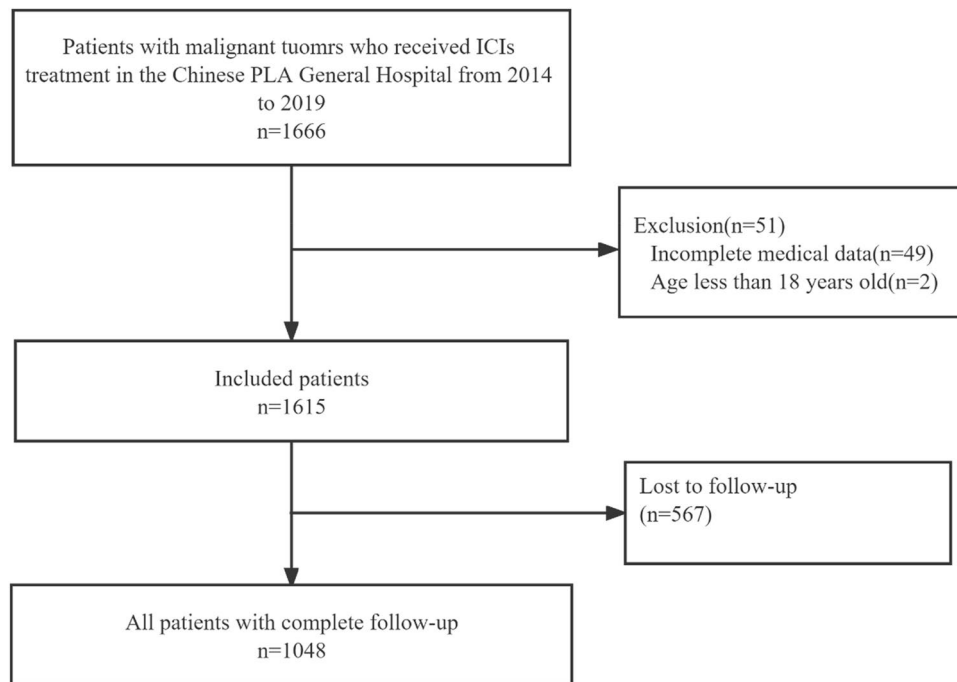 Patients with malignant tuomrs who received ICIs
treatment in the Chinese PLA General Hospital from 2014
to 2019
n=1666
Exclusion(n=51)
Incomplete medical data(n=49)
Age less than 18 years old(n=2)
Included patients
n=1615
Lost to follow-up
(n=567)
All patients with complete follow-up
n=1048